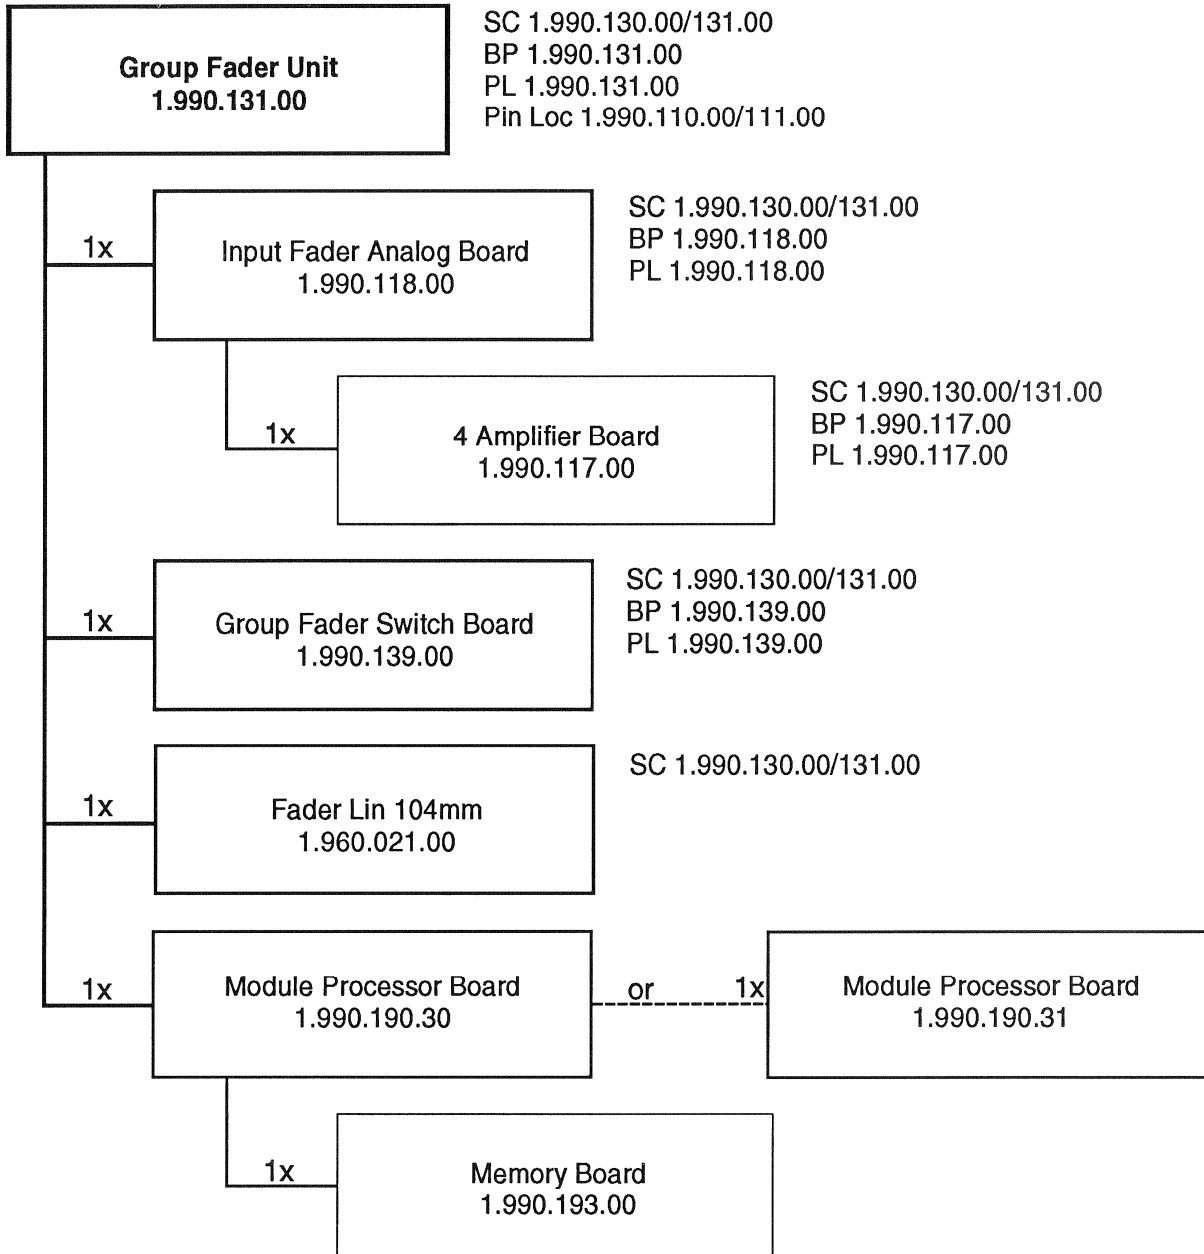 Group Fader Unit
1.990.131.00
SC 1.990.130.00/131.00
BP 1.990.131.00
PL 1.990.131.00
Pin Loc 1.990.110.00/111.00
1x
Input Fader Analog Board
1.990.118.00
SC 1.990.130.00/131.00
BP 1.990.118.00
PL 1.990.118.00
1x
4 Amplifier Board
1.990.117.00
SC 1.990.130.00/131.00
BP 1.990.117.00
PL 1.990.117.00
1x
Group Fader Switch Board
1.990.139.00
SC 1.990.130.00/131.00
BP 1.990.139.00
PL 1.990.139.00
1x
Fader Lin 104mm
1.960.021.00
SC 1.990.130.00/131.00
1x
Module Processor Board
1.990.190.30
or
1x
Module Processor Board
1.990.190.31
1x
Memory Board
1.990.193.00